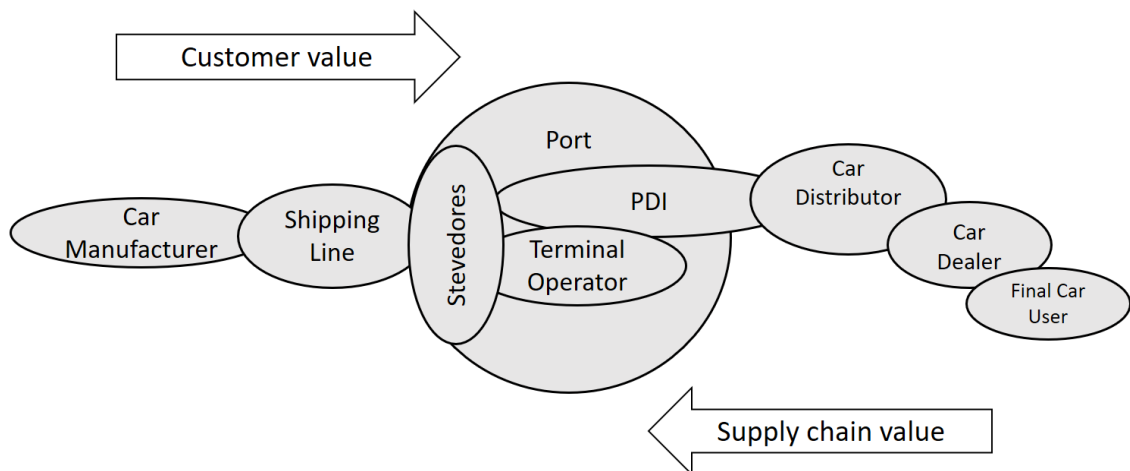 Customer value
Port
Car
Manufacturer
Shipping
Line
Stevedores
PDI
Terminal
Operator
Car
Distributor
Car
Dealer
Final Car
User
Supply chain value